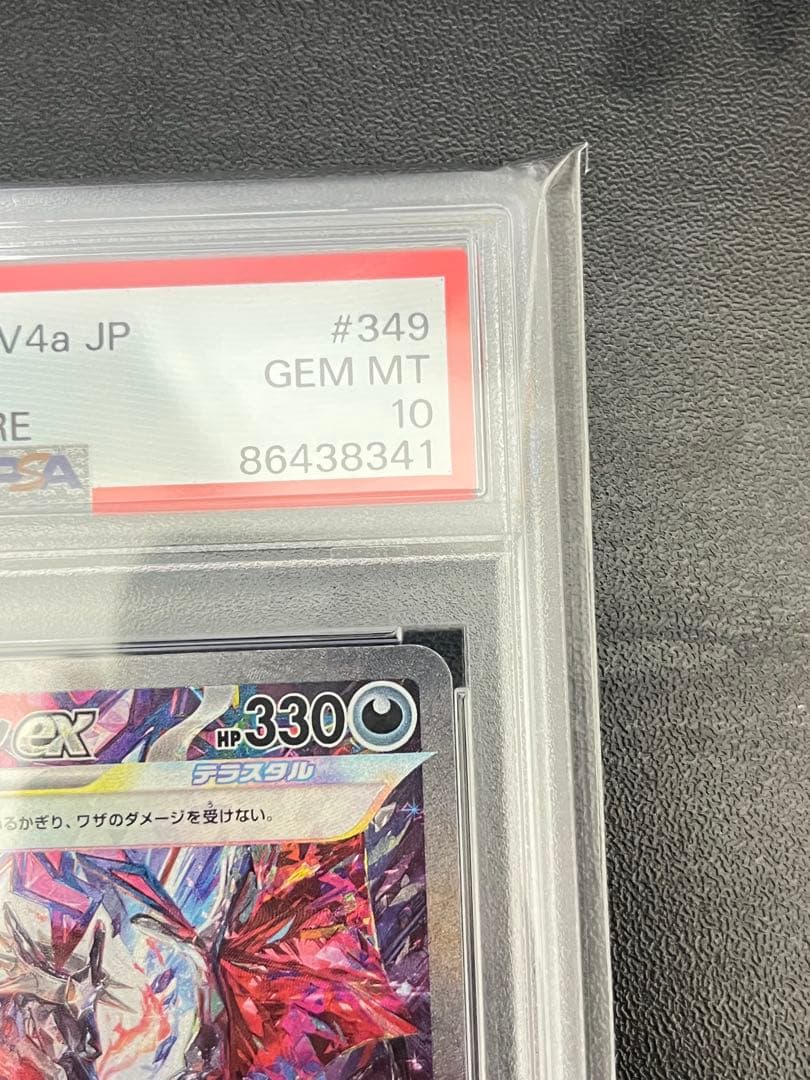 V4a JP #349
GEM MT
RE 10
PSA 86438341
ex HP330
テラスタル
るかぎり、ワザのダメージを受けない。